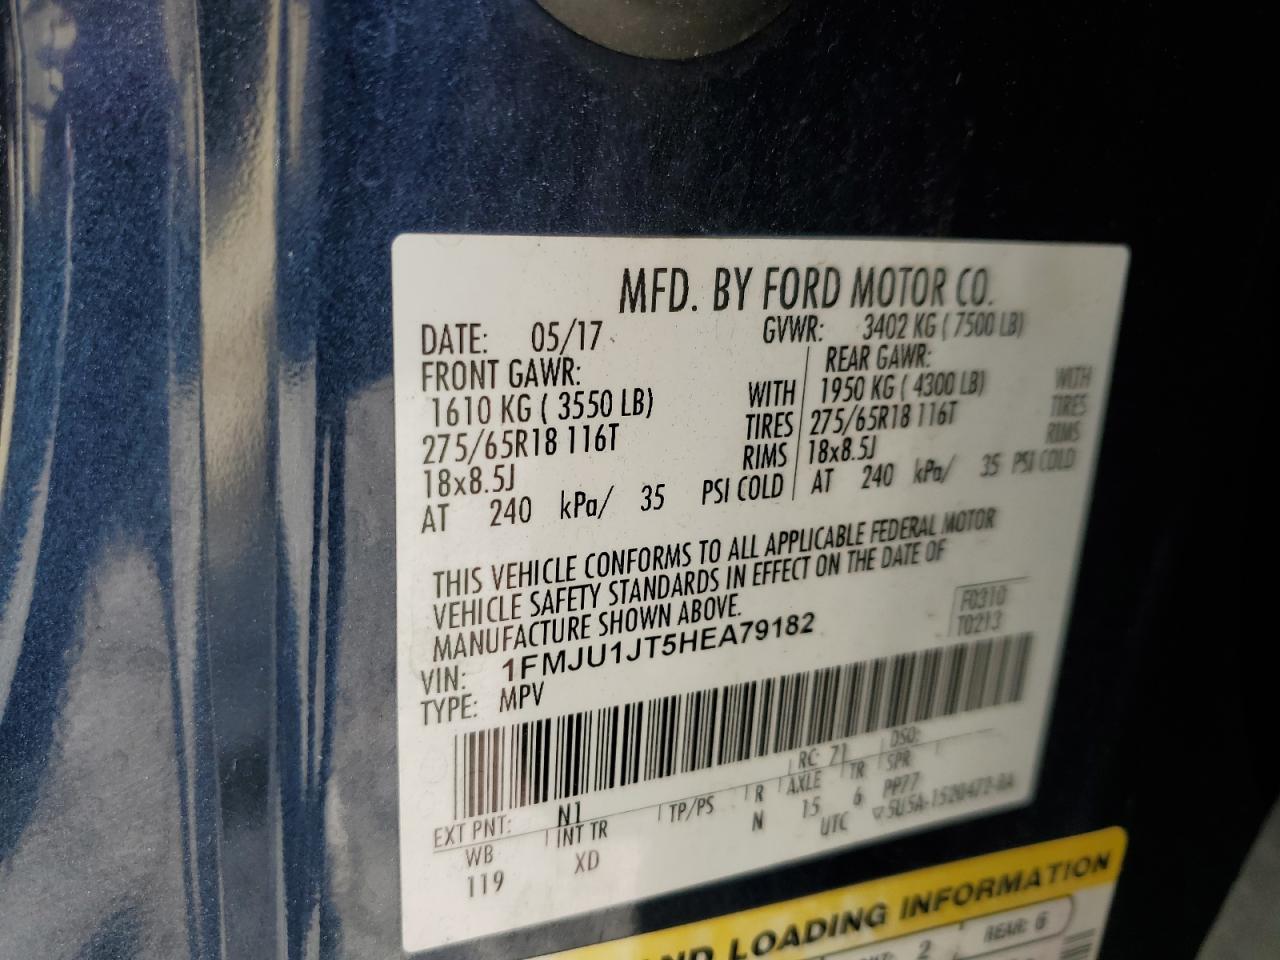 MFD. BY FORD MOTOR CO.
DATE: 05/17 GVWR: 3402 KG ( 7500 LB)
FRONT GAWR: REAR GAWR:
1610 KG ( 3550 LB) WITH 1950 KG ( 4300 LB) WITH
275/65R18 116T TIRES 275/65R18 116T TIRES
18x8.5J RIMS 18x8.5J RIMS
AT 240 kPa/ 35 PSI COLD AT 240 kPa/ 35 PSI COLD
THIS VEHICLE CONFORMS TO ALL APPLICABLE FEDERAL MOTOR
VEHICLE SAFETY STANDARDS IN EFFECT ON THE DATE OF
MANUFACTURE SHOWN ABOVE.
F0310
T0213
VIN: 1FMJU1JT5HEA79182
TYPE: MPV
EXT PNT: N1 RC: 71 DSO:
WB INT TR TP/PS R AXLE TR SPR
119 XD N 15 6 PP77
UTC
AND LOADING INFORMATION
2 REAR: 6